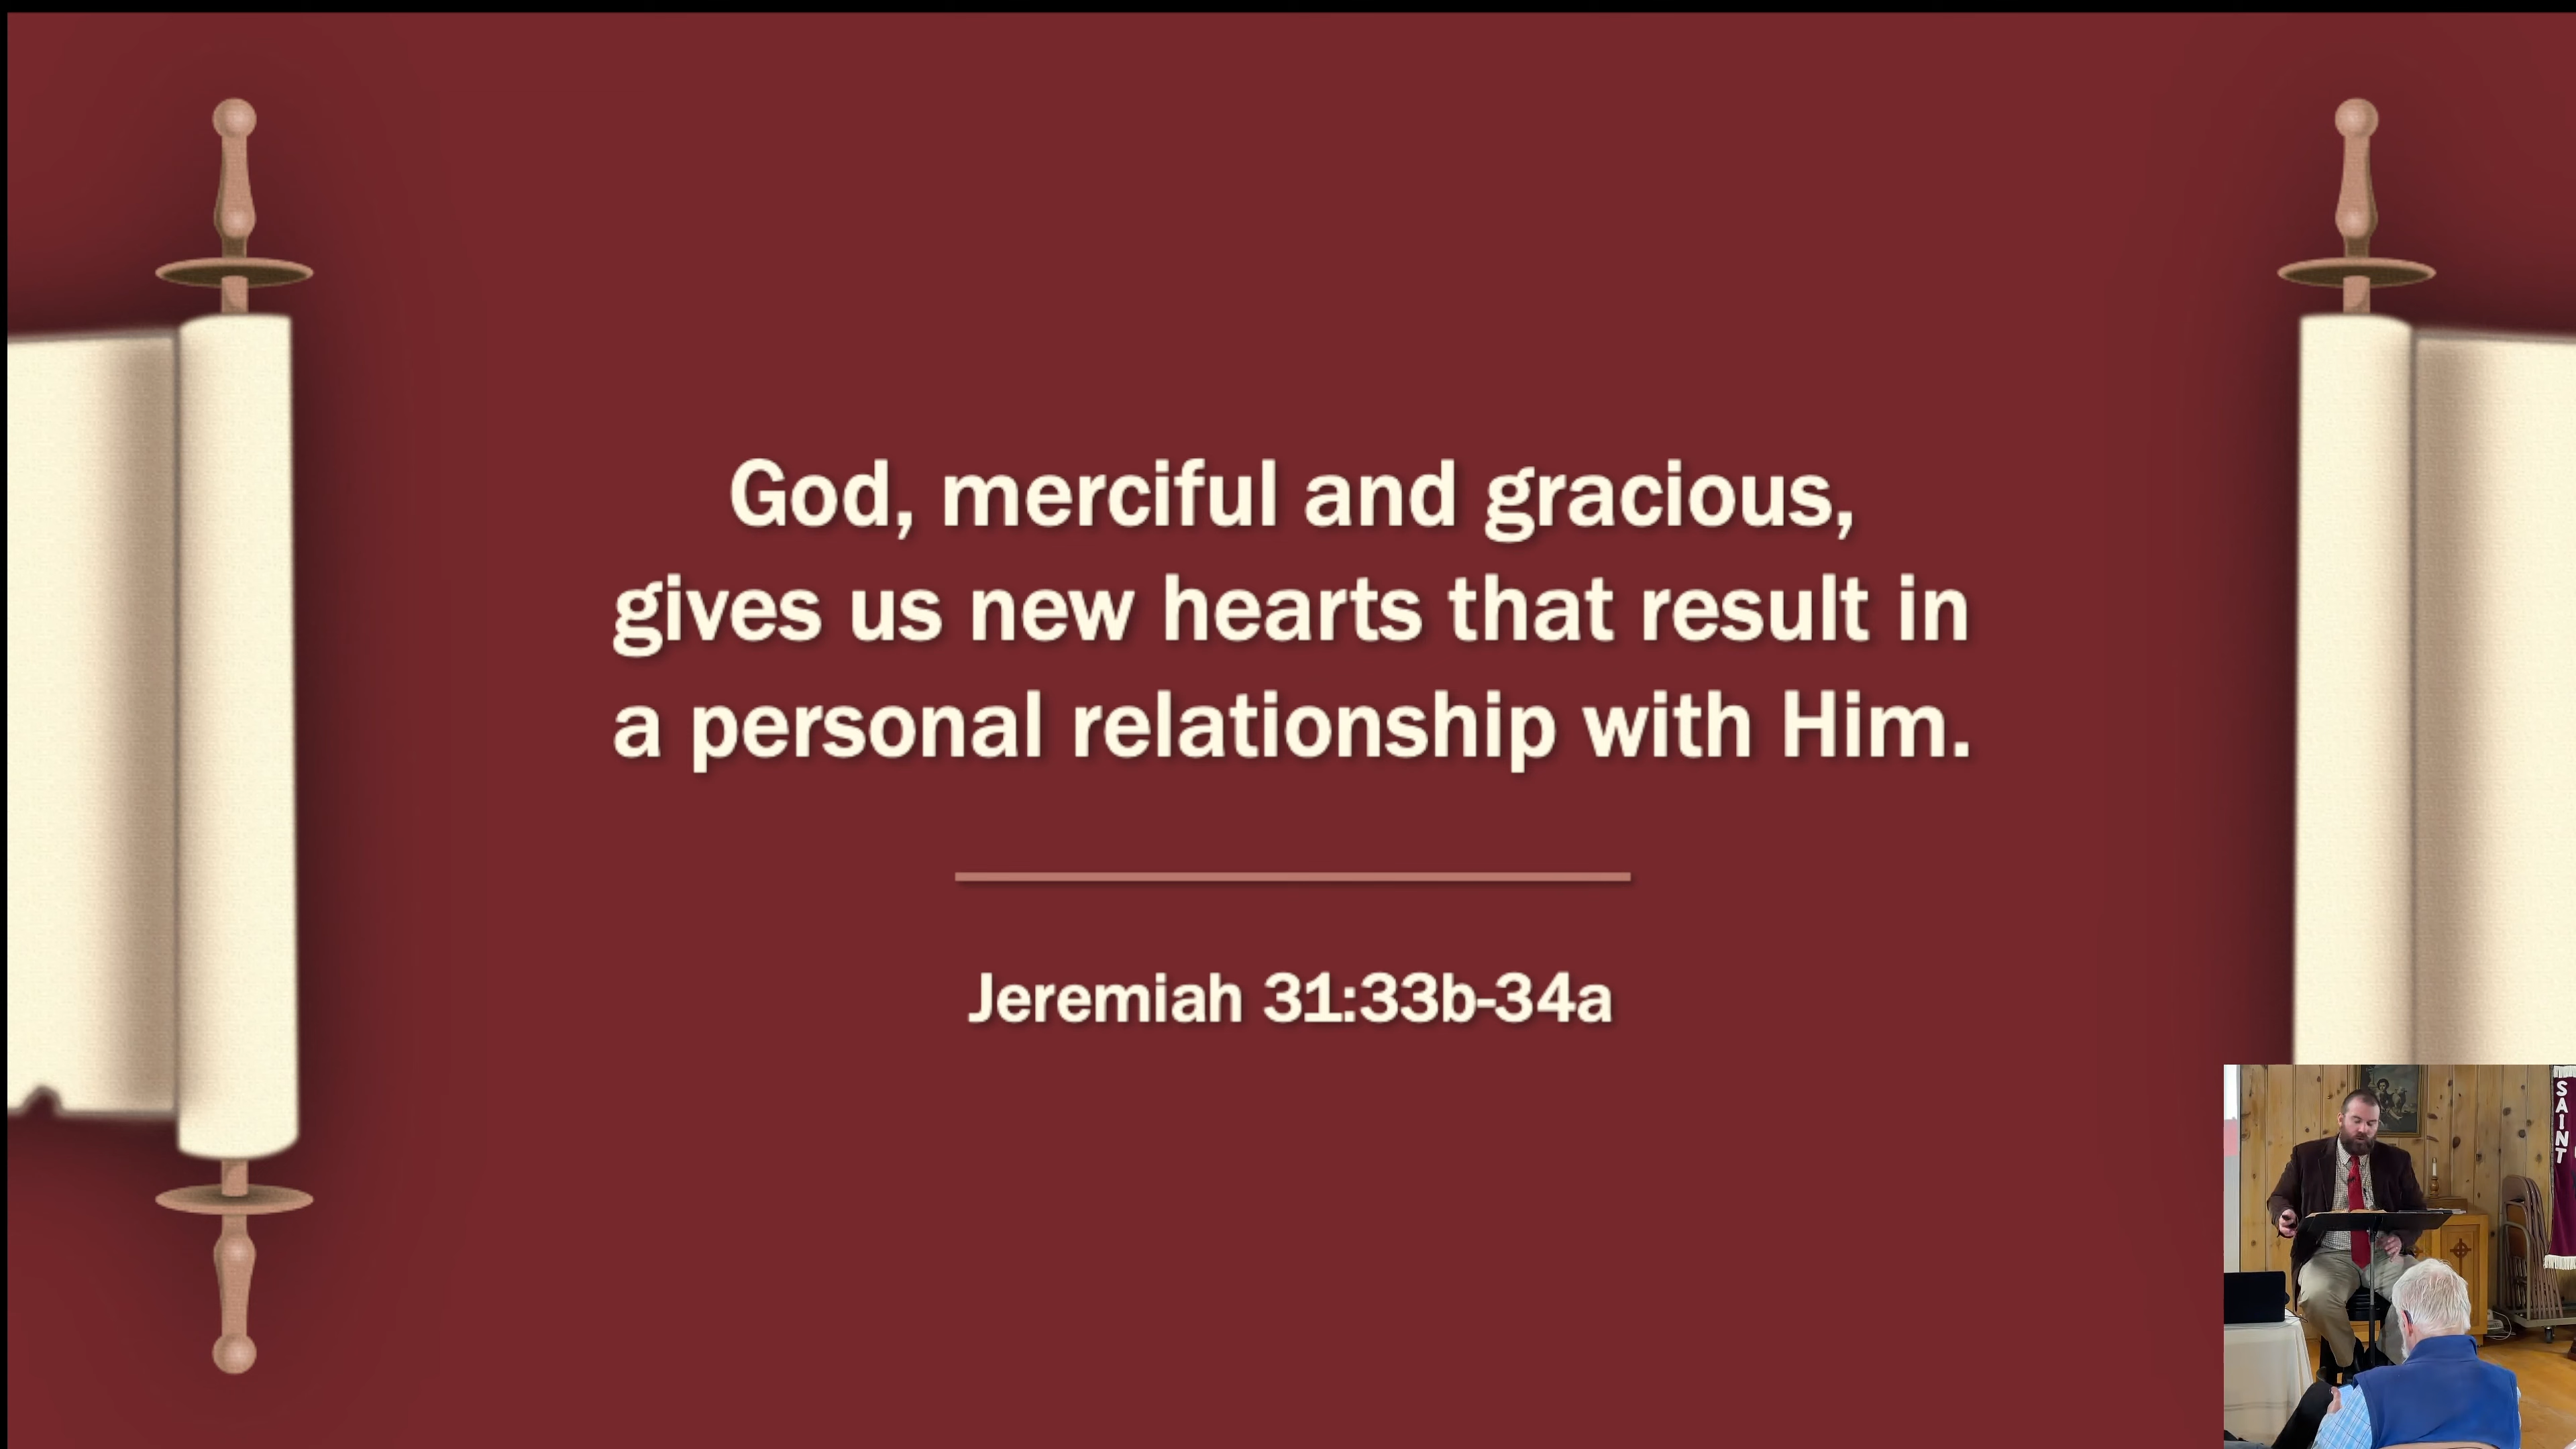 God, merciful and gracious,
gives us new hearts that result in
a personal relationship with Him.
Jeremiah 31:33b-34a
SAINT